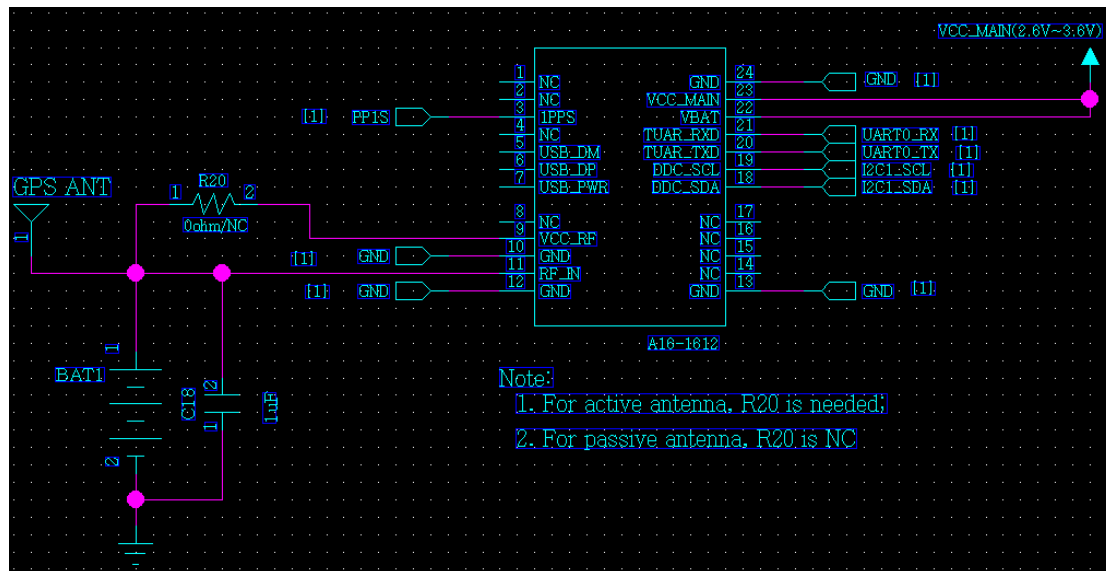 VCC_MAIN(2.6V~3.6V)
1 NC GND 24 GND [1]
2 NC VCC_MAIN 23
[1] PP1S 3 1PPS VBAT 22
4 NC TUAR_RXD 21 UART0_RX [1]
5 USB_DM TUAR_TXD 20 UART0_TX [1]
6 USB_DP DDC_SCL 19 I2C1_SCL [1]
7 USB_PWR DDC_SDA 18 I2C1_SDA [1]
GPS ANT
1
R20
1 2
0ohm/NC
8 NC NC 17
9 VCC_RF NC 16
[1] GND 10 GND NC 15
11 RF_IN NC 14
[1] GND 12 GND GND 13 GND [1]
A16-1612
BAT1
1
2
C18
2
1
1uF
Note:
1. For active antenna, R20 is needed;
2. For passive antenna, R20 is NC